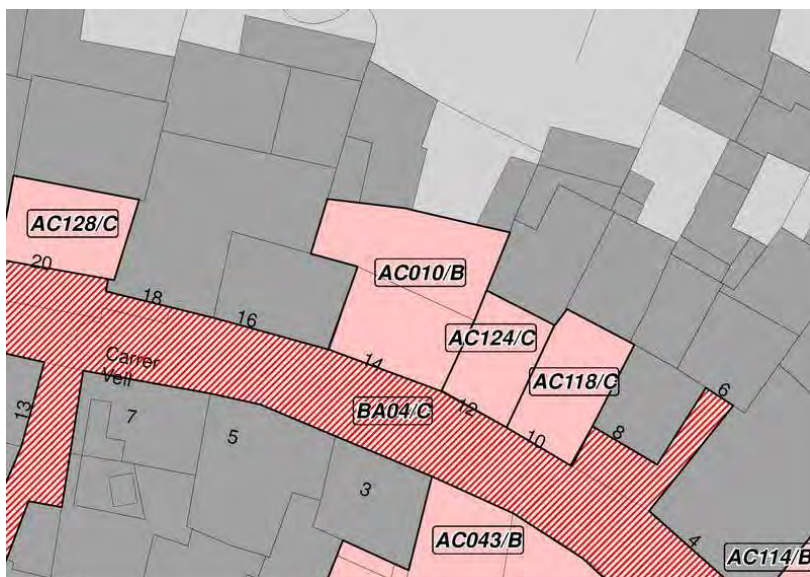 AC128/C
20
18
16
AC010/B
14
AC124/C
AC118/C
Carrer
Vell
BA04/C
12
10
8
6
13
7
5
3
AC043/B
4
AC114/B